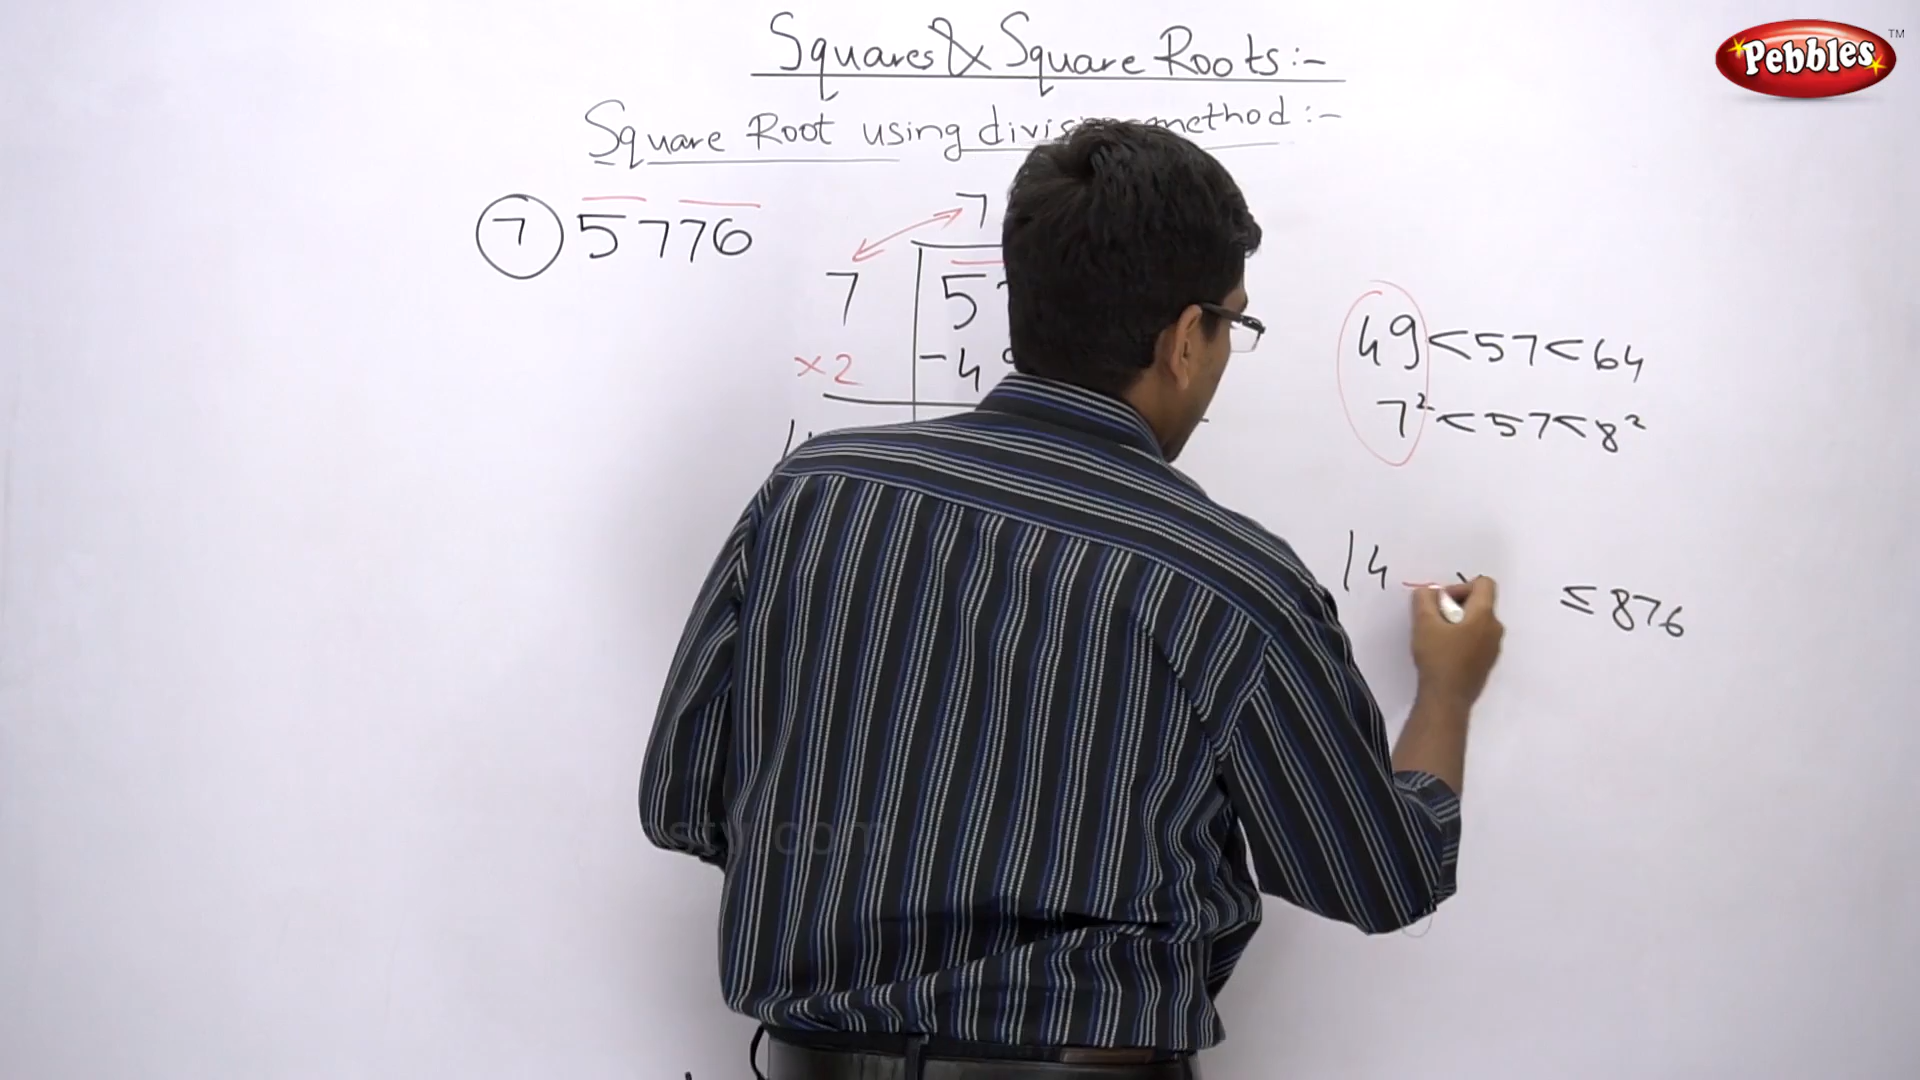 Squares & Square Roots:-
Square Root using division method:-
7 5776
7
7 5
×2 -4
49<57<64
7²<57<8²
14 _ × ≤876
Pebbles TM